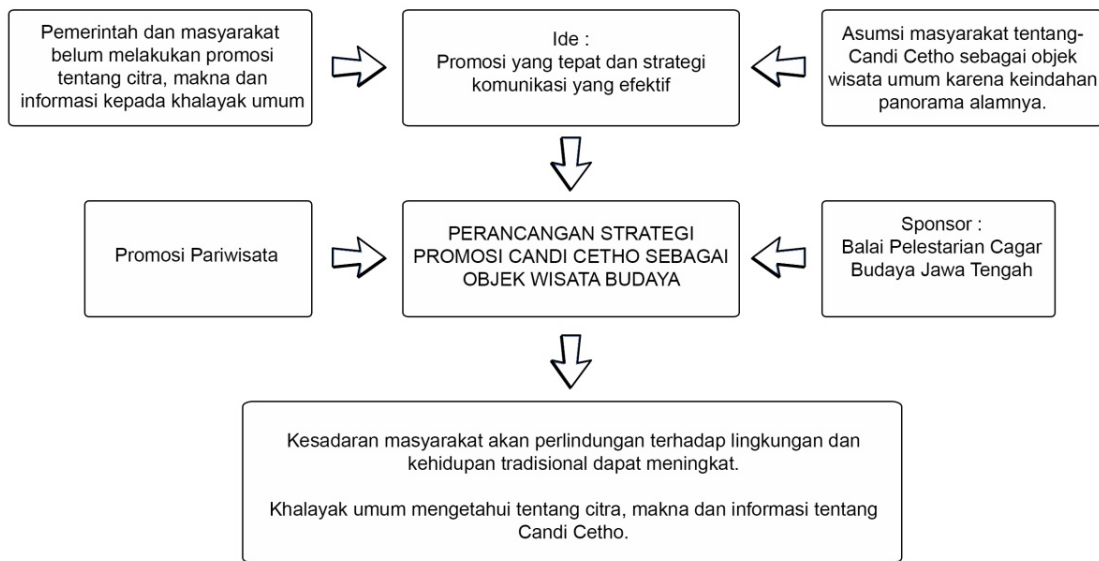 Pemerintah dan masyarakat
belum melakukan promosi
tentang citra, makna dan
informasi kepada khalayak umum
Ide :
Promosi yang tepat dan strategi
komunikasi yang efektif
Asumsi masyarakat tentang-
Candi Cetho sebagai objek
wisata umum karena keindahan
panorama alamnya.
Promosi Pariwisata
PERANCANGAN STRATEGI
PROMOSI CANDI CETHO SEBAGAI
OBJEK WISATA BUDAYA
Sponsor :
Balai Pelestarian Cagar
Budaya Jawa Tengah
Kesadaran masyarakat akan perlindungan terhadap lingkungan dan
kehidupan tradisional dapat meningkat.
Khalayak umum mengetahui tentang citra, makna dan informasi tentang
Candi Cetho.